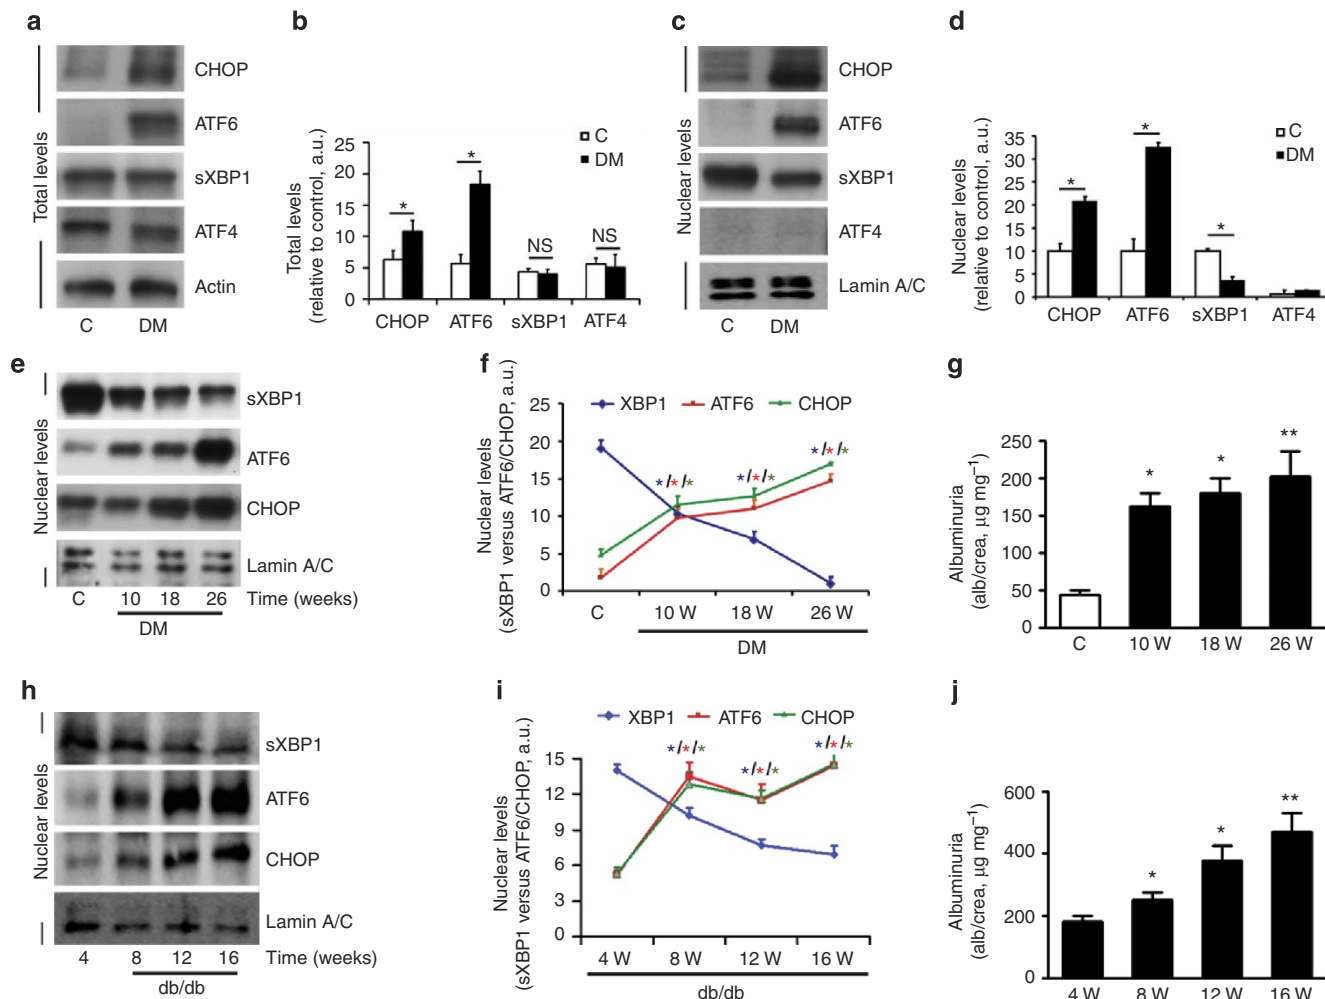 a
Total levels
CHOP
ATF6
sXBP1
ATF4
Actin
C DM
b
Total levels
(relative to control, a.u.)
25
20
15
10
5
0
C
DM
*
*
NS
NS
CHOP ATF6 sXBP1 ATF4
c
Nuclear levels
CHOP
ATF6
sXBP1
ATF4
Lamin A/C
C DM
d
Nuclear levels
(relative to control, a.u.)
35
30
25
20
15
10
5
0
C
DM
*
*
*
CHOP ATF6 sXBP1 ATF4
e
Nuclear levels
sXBP1
ATF6
CHOP
Lamin A/C
C 10 18 26 Time (weeks)
DM
f
Nuclear levels
(sXBP1 versus ATF6/CHOP, a.u.)
XBP1 ATF6 CHOP
25
20
15
10
5
0
*/*/* */*/* */*/*
C 10 W 18 W 26 W
DM
g
Albuminuria
(alb/crea, μg mg⁻¹)
250
200
150
100
50
0
* * **
C 10 W 18 W 26 W
h
Nuclear levels
sXBP1
ATF6
CHOP
Lamin A/C
4 8 12 16 Time (weeks)
db/db
i
Nuclear levels
(sXBP1 versus ATF6/CHOP, a.u.)
XBP1 ATF6 CHOP
15
12
9
6
3
0
*/*/* */*/* */*/*
4 W 8 W 12 W 16 W
db/db
j
Albuminuria
(alb/crea, μg mg⁻¹)
600
400
200
0
* * **
4 W 8 W 12 W 16 W